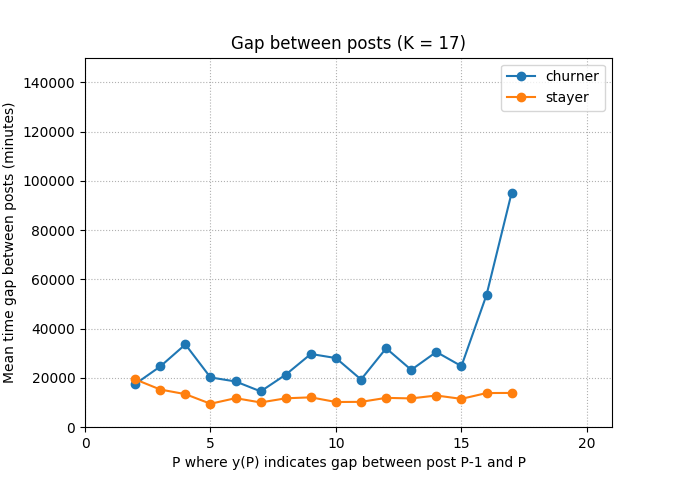 Gap between posts (K = 17)
churner
stayer
Mean time gap between posts (minutes)
140000
120000
100000
80000
60000
40000
20000
0
0 5 10 15 20
P where y(P) indicates gap between post P-1 and P